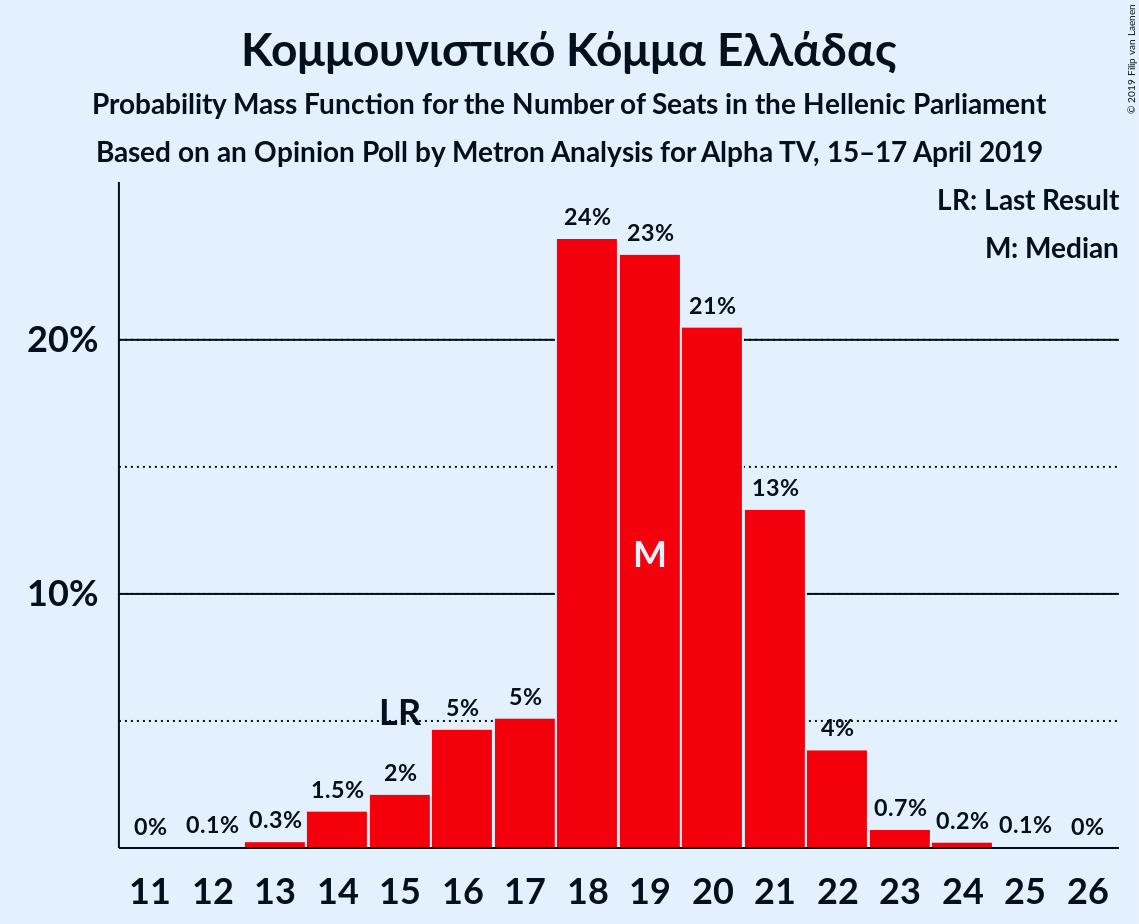 Κομμουνιστικό Κόμμα Ελλάδας
Probability Mass Function for the Number of Seats in the Hellenic Parliament
Based on an Opinion Poll by Metron Analysis for Alpha TV, 15–17 April 2019
© 2019 Filip van Laenen
LR: Last Result
M: Median
20%
10%
0%
0.1%
0.3%
1.5%
2%
LR
5%
5%
24%
23%
M
21%
13%
4%
0.7%
0.2%
0.1%
0%
11 12 13 14 15 16 17 18 19 20 21 22 23 24 25 26